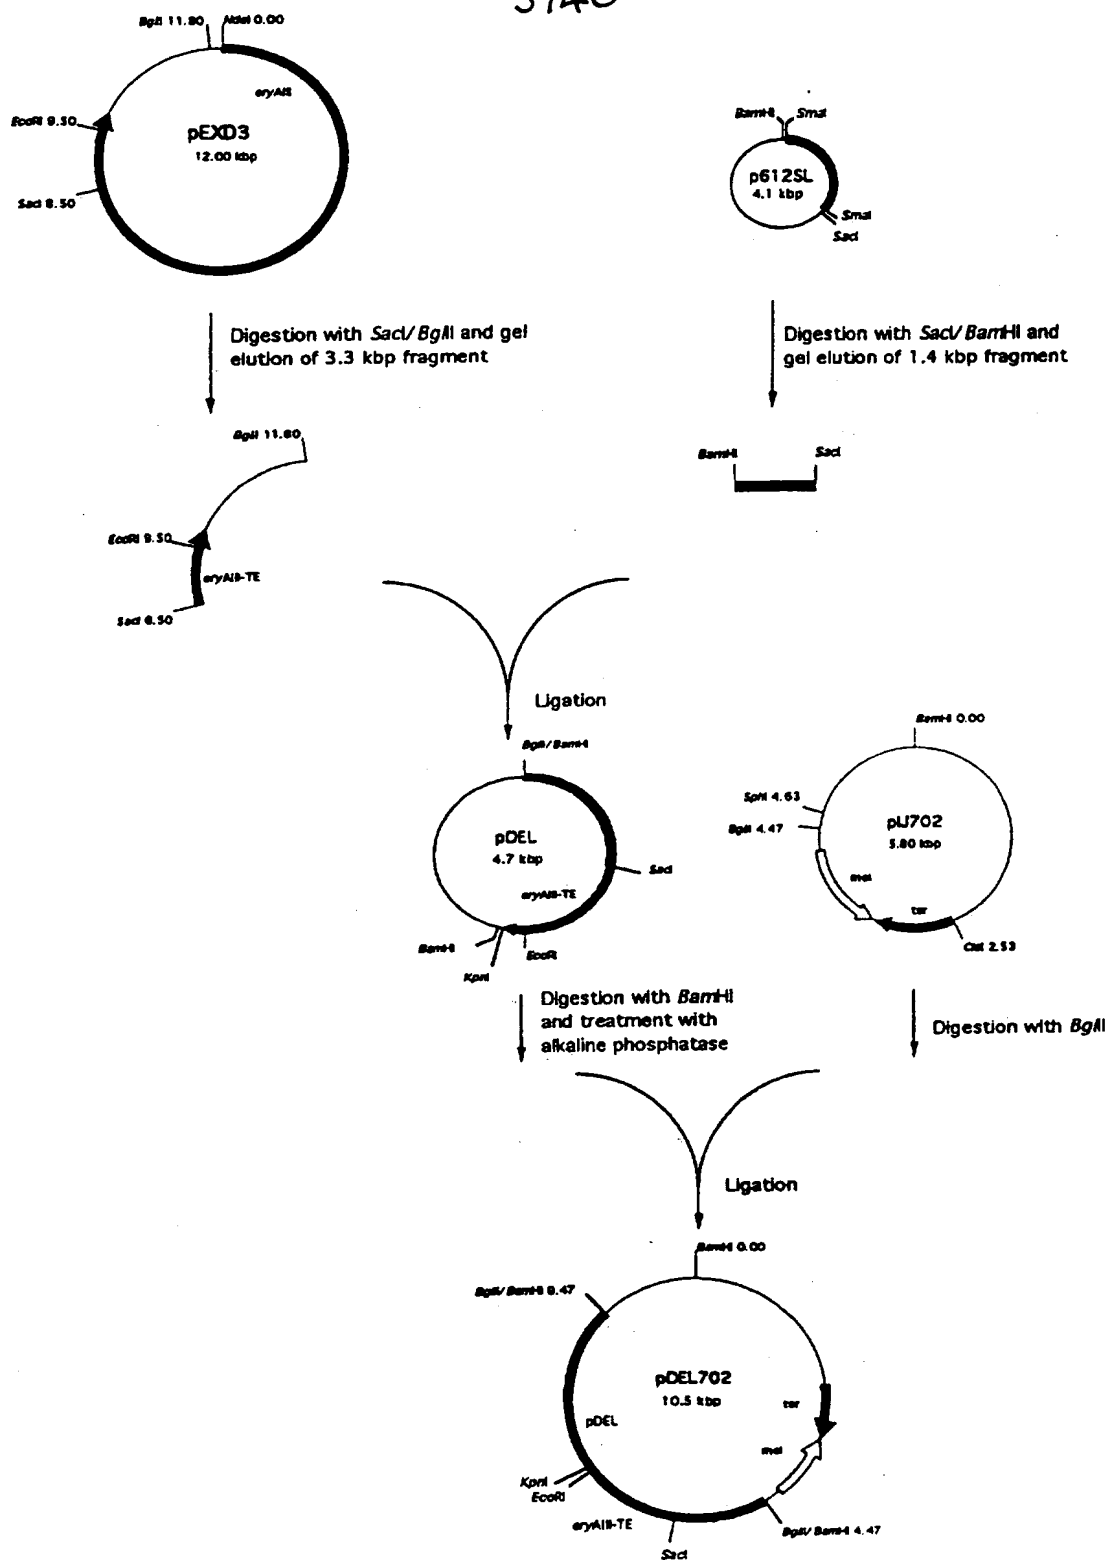 BglII 11.80
NdeI 0.00
eryAIII
EcoRI 9.50
pEXD3
12.00 kbp
SacI 8.50
BamHI
SmaI
p612SL
4.1 kbp
SmaI
SacI
Digestion with SacI/BglII and gel
elution of 3.3 kbp fragment
Digestion with SacI/BamHI and
gel elution of 1.4 kbp fragment
BglII 11.80
EcoRI 9.50
eryAIII-TE
SacI 8.50
BamHI
SacI
Ligation
BglII/BamHI
pDEL
4.7 kbp
SacI
eryAIII-TE
BamHI
KpnI
EcoRI
BamHI 0.00
SphI 4.63
BglII 4.47
pIJ702
5.80 kbp
mel
tsr
ClaI 2.53
Digestion with BamHI
and treatment with
alkaline phosphatase
Digestion with BglII
Ligation
BamHI 0.00
BglII/BamHI 9.47
pDEL702
10.5 kbp
tsr
pDEL
mel
KpnI
EcoRI
eryAIII-TE
BglII/BamHI 4.47
SacI